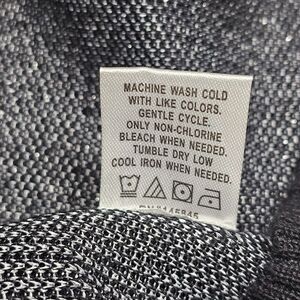 MACHINE WASH COLD
WITH LIKE COLORS.
GENTLE CYCLE.
ONLY NON-CHLORINE
BLEACH WHEN NEEDED.
TUMBLE DRY LOW
COOL IRON WHEN NEEDED.